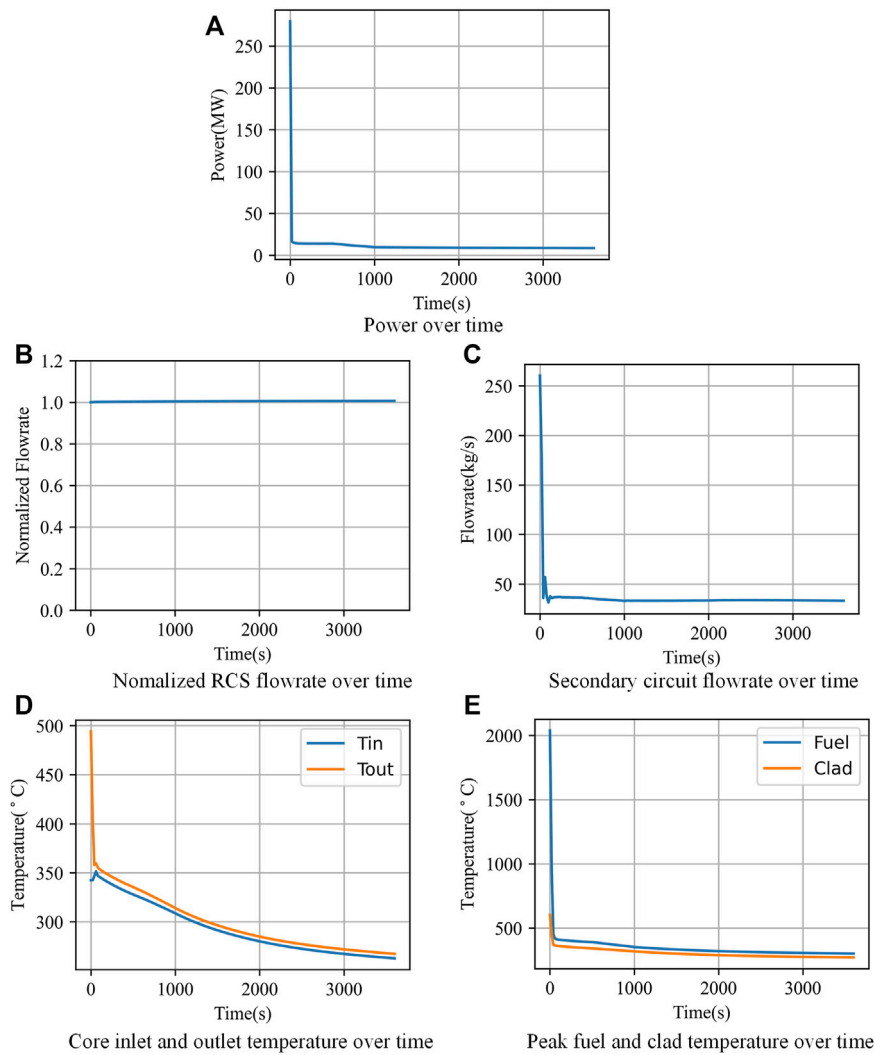 A
250
200
150
100
50
0
Power(MW)
0 1000 2000 3000
Time(s)
Power over time
B
1.2
1.0
0.8
0.6
0.4
0.2
0.0
Normalized Flowrate
0 1000 2000 3000
Time(s)
Nomalized RCS flowrate over time
C
250
200
150
100
50
Flowrate(kg/s)
0 1000 2000 3000
Time(s)
Secondary circuit flowrate over time
D
500
450
400
350
300
Temperature(°C)
Tin
Tout
0 1000 2000 3000
Time(s)
Core inlet and outlet temperature over time
E
2000
1500
1000
500
Temperature(°C)
Fuel
Clad
0 1000 2000 3000
Time(s)
Peak fuel and clad temperature over time